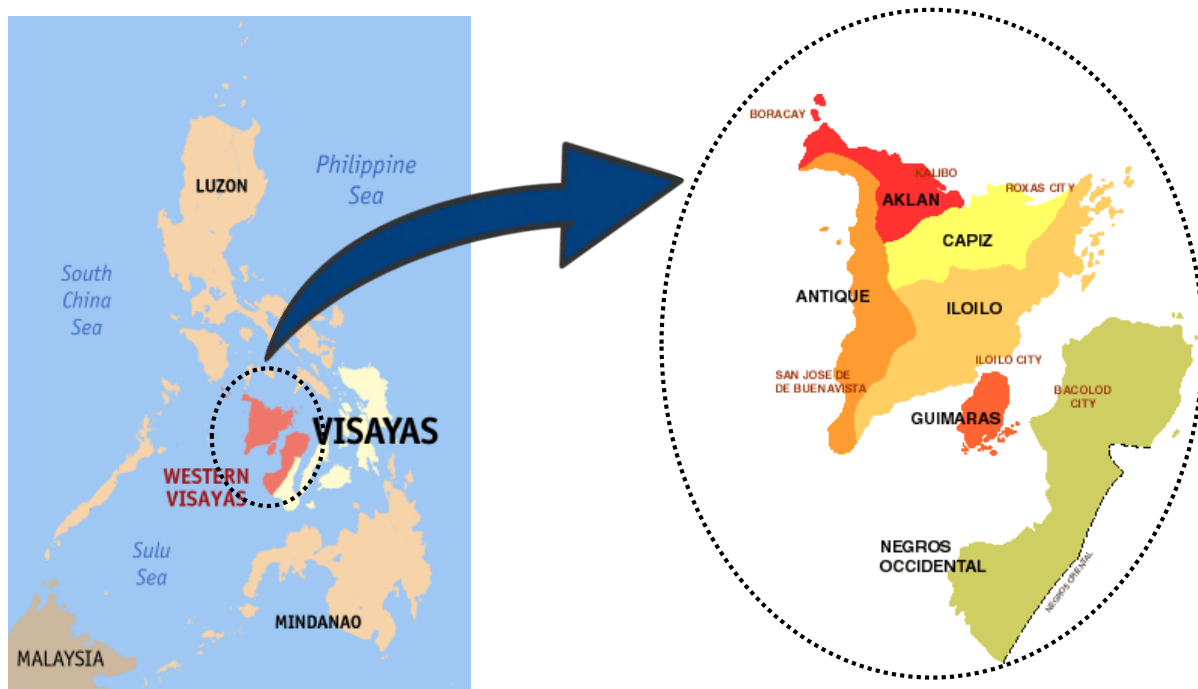 LUZON
Philippine
Sea
South
China
Sea
VISAYAS
WESTERN
VISAYAS
Sulu
Sea
MINDANAO
MALAYSIA
BORACAY
KALIBO
AKLAN
ROXAS CITY
CAPIZ
ANTIQUE
ILOILO
ILOILO CITY
SAN JOSE DE
DE BUENAVISTA
BACOLOD
CITY
GUIMARAS
NEGROS
OCCIDENTAL
NEGROS ORIENTAL